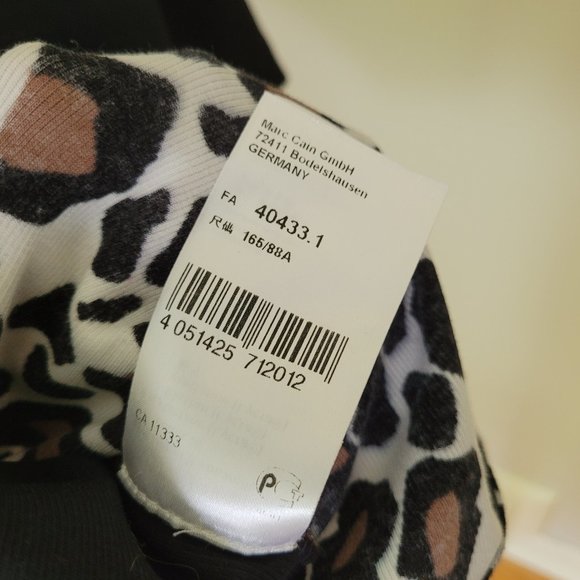 Marc Cain GmbH
72411 Bodelshausen
GERMANY
FA 40433.1
尺码 165/88A
4 051425 712012
CA 11333